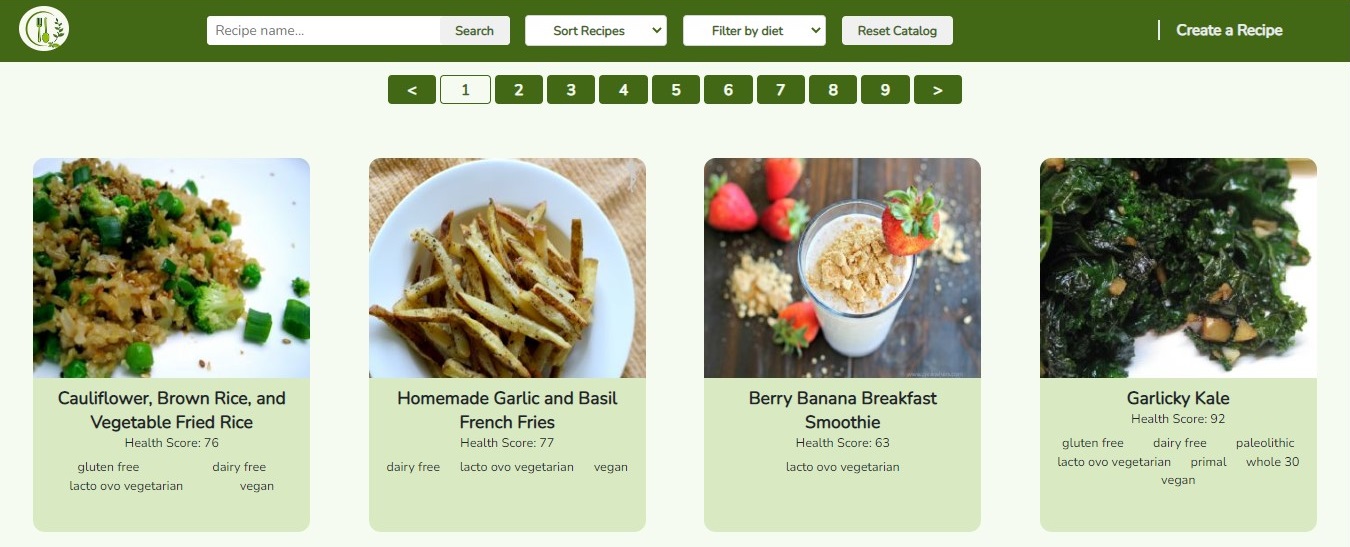 Recipe name... Search Sort Recipes Filter by diet Reset Catalog Create a Recipe
< 1 2 3 4 5 6 7 8 9 >
Cauliflower, Brown Rice, and
Vegetable Fried Rice
Health Score: 76
gluten free dairy free
lacto ovo vegetarian vegan
Homemade Garlic and Basil
French Fries
Health Score: 77
dairy free lacto ovo vegetarian vegan
Berry Banana Breakfast
Smoothie
Health Score: 63
lacto ovo vegetarian
Garlicky Kale
Health Score: 92
gluten free dairy free paleolithic
lacto ovo vegetarian primal whole 30
vegan